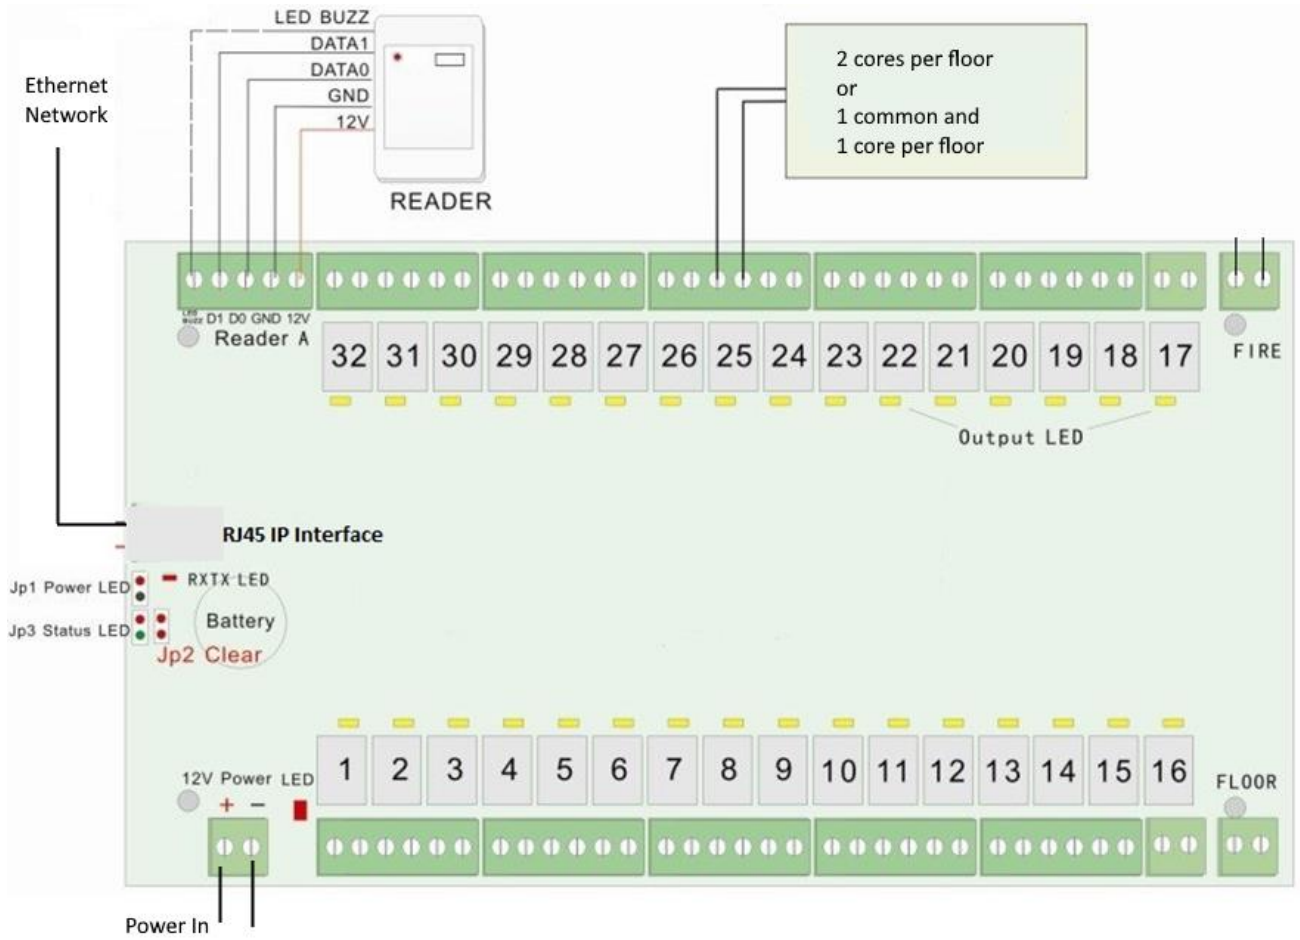 LED BUZZ
DATA1
DATA0
GND
12V
READER
Ethernet
Network
2 cores per floor
or
1 common and
1 core per floor
LED
BUZZ D1 D0 GND 12V
Reader A
32 31 30 29 28 27 26 25 24 23 22 21 20 19 18 17
FIRE
Output LED
RJ45 IP Interface
Jp1 Power LED
RXTX LED
Jp3 Status LED
Battery
Jp2 Clear
12V Power LED
+ −
1 2 3 4 5 6 7 8 9 10 11 12 13 14 15 16
FLOOR
Power In